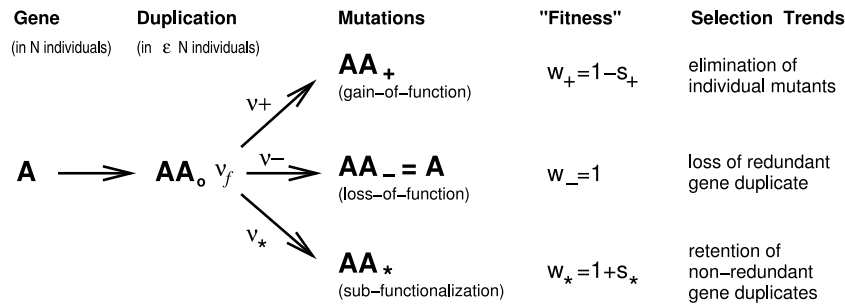 Gene Duplication Mutations "Fitness" Selection Trends
(in N individuals) (in ε N individuals)
AA+ w+=1−s+ elimination of
(gain−of−function) individual mutants
ν+
A AAo νf ν− AA− = A w−=1 loss of redundant
(loss−of−function) gene duplicate
ν*
AA* w*=1+s* retention of
(sub−functionalization) non−redundant
gene duplicates